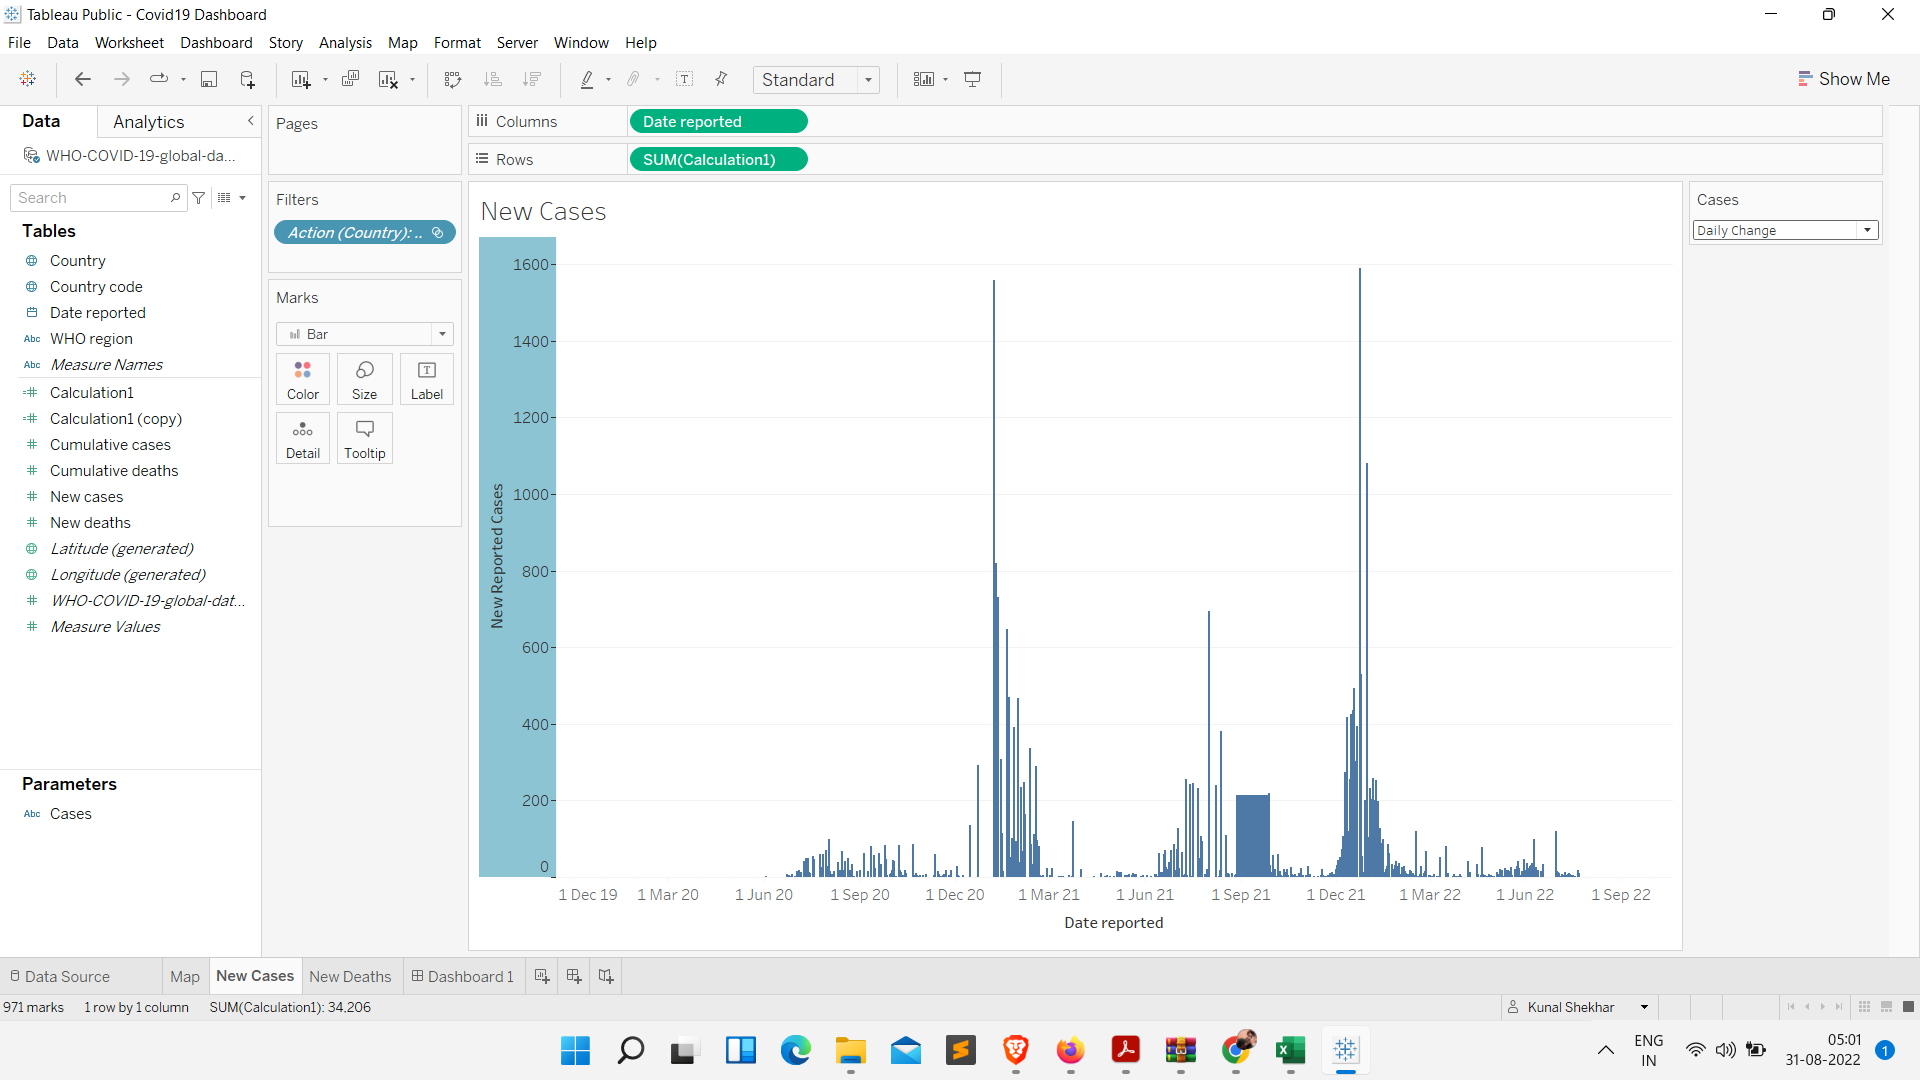 Tableau Public - Covid19 Dashboard
File Data Worksheet Dashboard Story Analysis Map Format Server Window Help
Standard
Show Me
Data Analytics
WHO-COVID-19-global-da...
Search
Tables
Country
Country code
Date reported
Abc WHO region
Abc Measure Names
Calculation1
Calculation1 (copy)
Cumulative cases
Cumulative deaths
New cases
New deaths
Latitude (generated)
Longitude (generated)
WHO-COVID-19-global-dat...
Measure Values
Parameters
Abc Cases
Pages
Filters
Action (Country): ..
Marks
Bar
Color Size Label
Detail Tooltip
Columns Date reported
Rows SUM(Calculation1)
New Cases
New Reported Cases
1600
1400
1200
1000
800
600
400
200
0
1 Dec 19 1 Mar 20 1 Jun 20 1 Sep 20 1 Dec 20 1 Mar 21 1 Jun 21 1 Sep 21 1 Dec 21 1 Mar 22 1 Jun 22 1 Sep 22
Date reported
Cases
Daily Change
Data Source Map New Cases New Deaths Dashboard 1
971 marks 1 row by 1 column SUM(Calculation1): 34,206
Kunal Shekhar
ENG
IN
05:01
31-08-2022
1